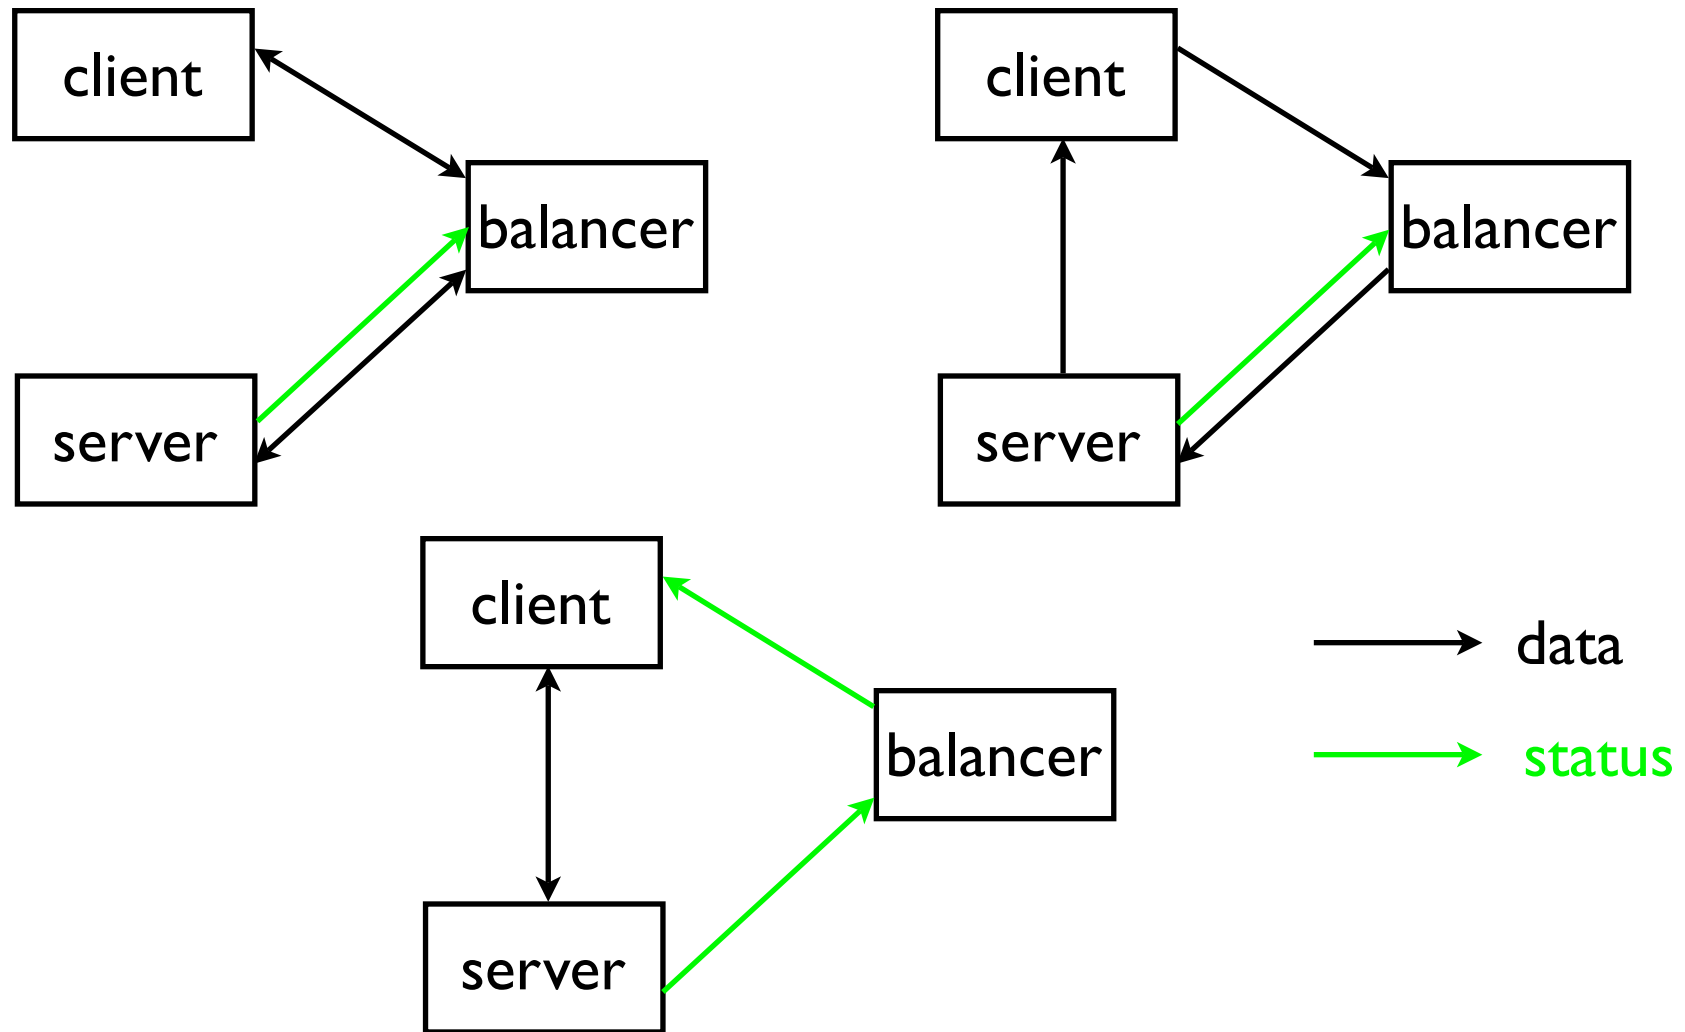 client
balancer
server
client
balancer
server
client
balancer
server
data
status